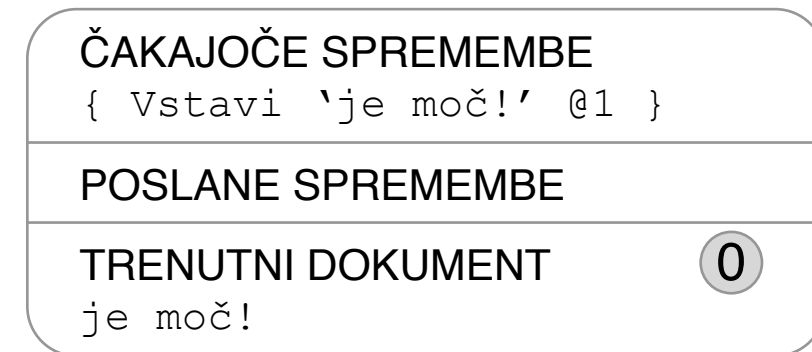 ČAKAJOČE SPREMEMBE
{ Vstavi ‘je moč!’ @1 }
POSLANE SPREMEMBE
TRENUTNI DOKUMENT 0
je moč!